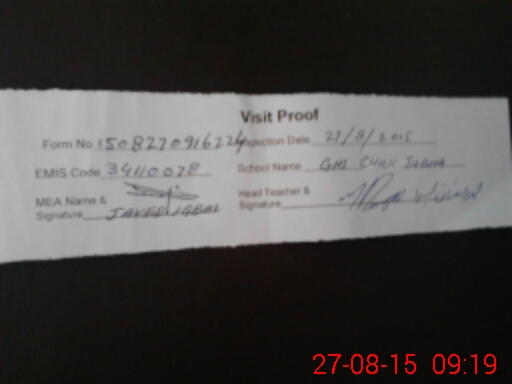 Visit Proof
Form No. 150827091622 Inspection Date 27/8/2015
EMIS Code 34110078 School Name GMI CHAK
MEA Name & Signature JAVED IQBAL Head Teacher & Signature
27-08-15 09:19